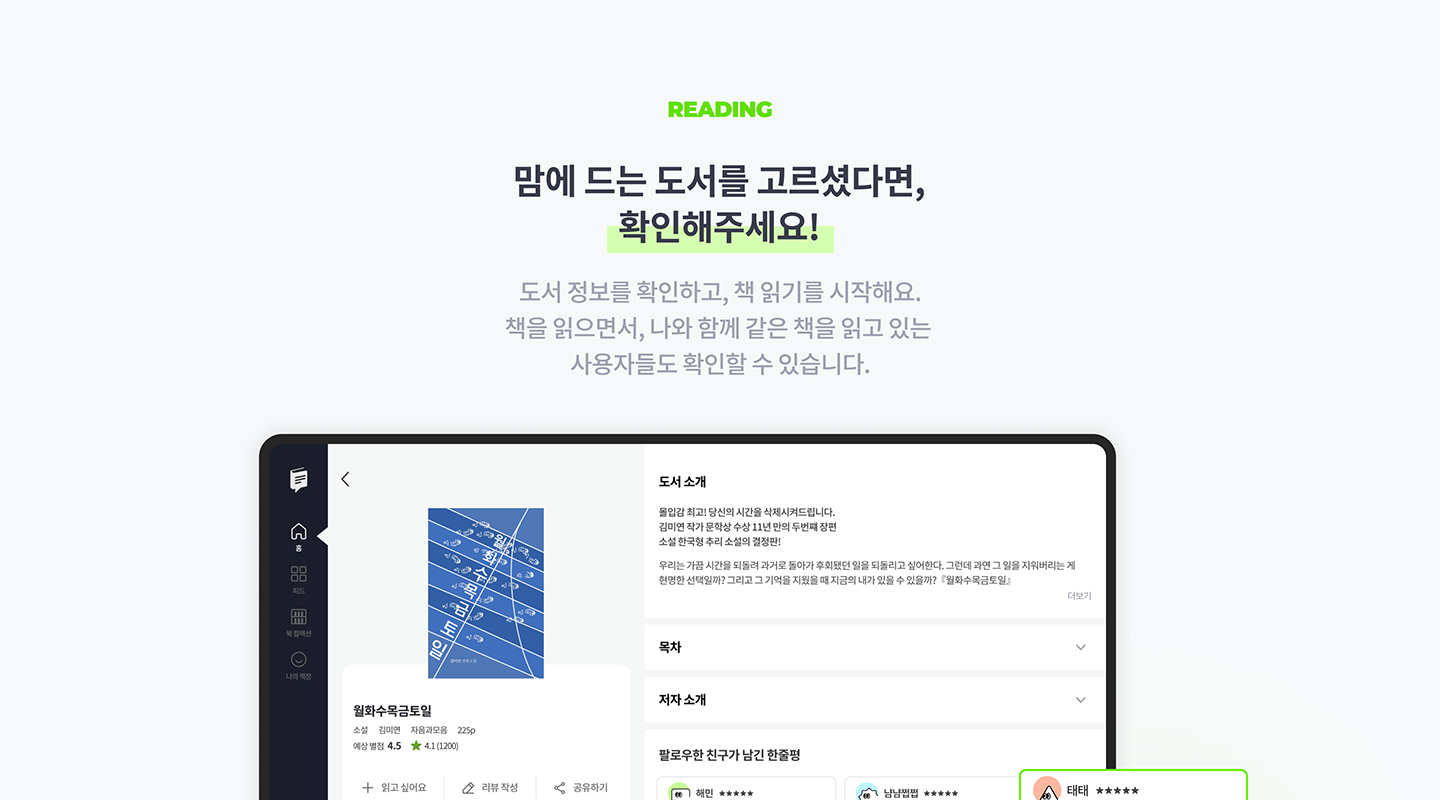 READING
맘에 드는 도서를 고르셨다면,
확인해주세요!
도서 정보를 확인하고, 책 읽기를 시작해요.
책을 읽으면서, 나와 함께 같은 책을 읽고 있는
사용자들도 확인할 수 있습니다.
홈
피드
북 컬렉션
나의 책장
월화수목금토일
월화수목금토일
소설 김미연 자음과모음 225p
예상 별점 4.5 ★ 4.1 (1200)
읽고 싶어요 리뷰 작성 공유하기
도서 소개
몰입감 최고! 당신의 시간을 삭제시켜드립니다.
김미연 작가 문학상 수상 11년 만의 두번째 장편
소설 한국형 추리 소설의 결정판!
우리는 가끔 시간을 되돌려 과거로 돌아가 후회됐던 일을 되돌리고 싶어한다. 그런데 과연 그 일을 지워버리는 게
현명한 선택일까? 그리고 그 기억을 지웠을 때 지금의 내가 있을 수 있을까?『월화수목금토일』
더보기
목차
저자 소개
팔로우한 친구가 남긴 한줄평
해민 ★★★★★
냠냠쩝쩝 ★★★★★
태태 ★★★★★